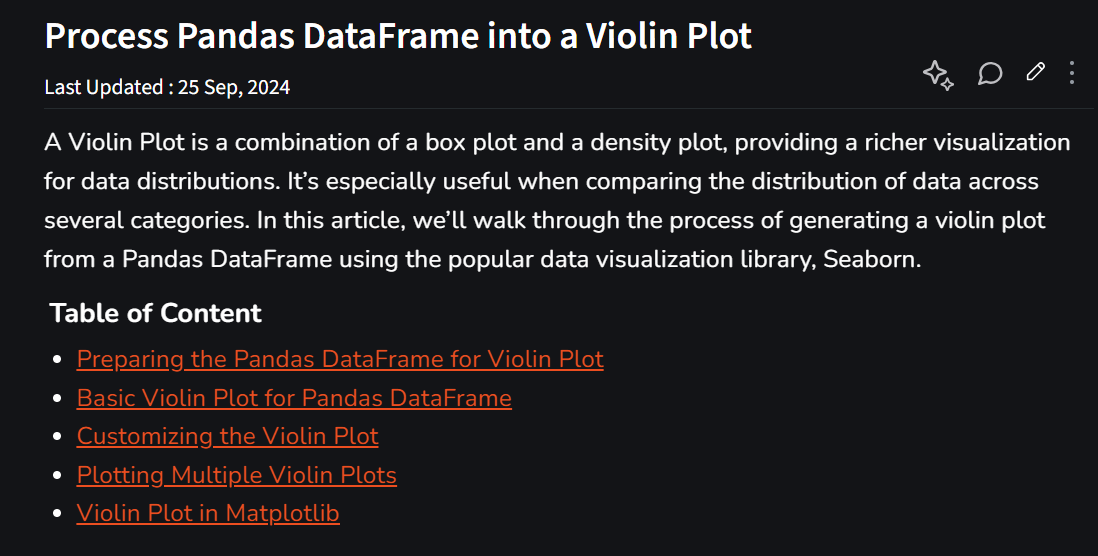 Process Pandas DataFrame into a Violin Plot
Last Updated : 25 Sep, 2024
A Violin Plot is a combination of a box plot and a density plot, providing a richer visualization
for data distributions. It’s especially useful when comparing the distribution of data across
several categories. In this article, we’ll walk through the process of generating a violin plot
from a Pandas DataFrame using the popular data visualization library, Seaborn.
Table of Content
Preparing the Pandas DataFrame for Violin Plot
Basic Violin Plot for Pandas DataFrame
Customizing the Violin Plot
Plotting Multiple Violin Plots
Violin Plot in Matplotlib